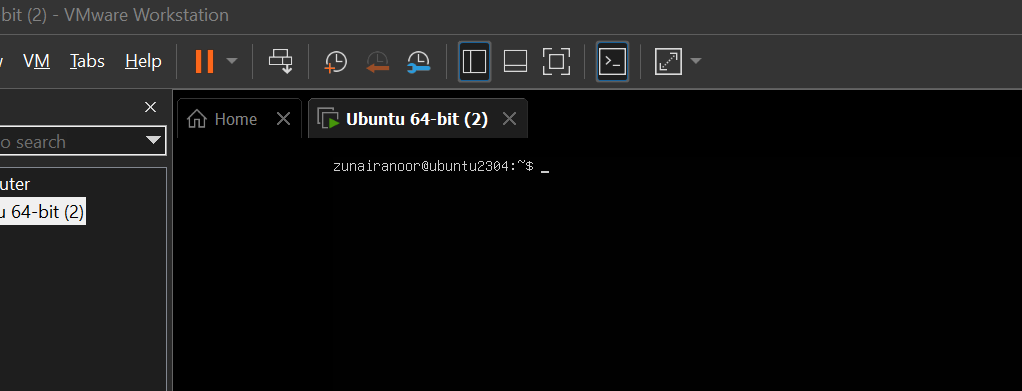 bit (2) - VMware Workstation
VM Tabs Help
Home
Ubuntu 64-bit (2)
o search
zunairanoor@ubuntu2304:~$ _
uter
u 64-bit (2)